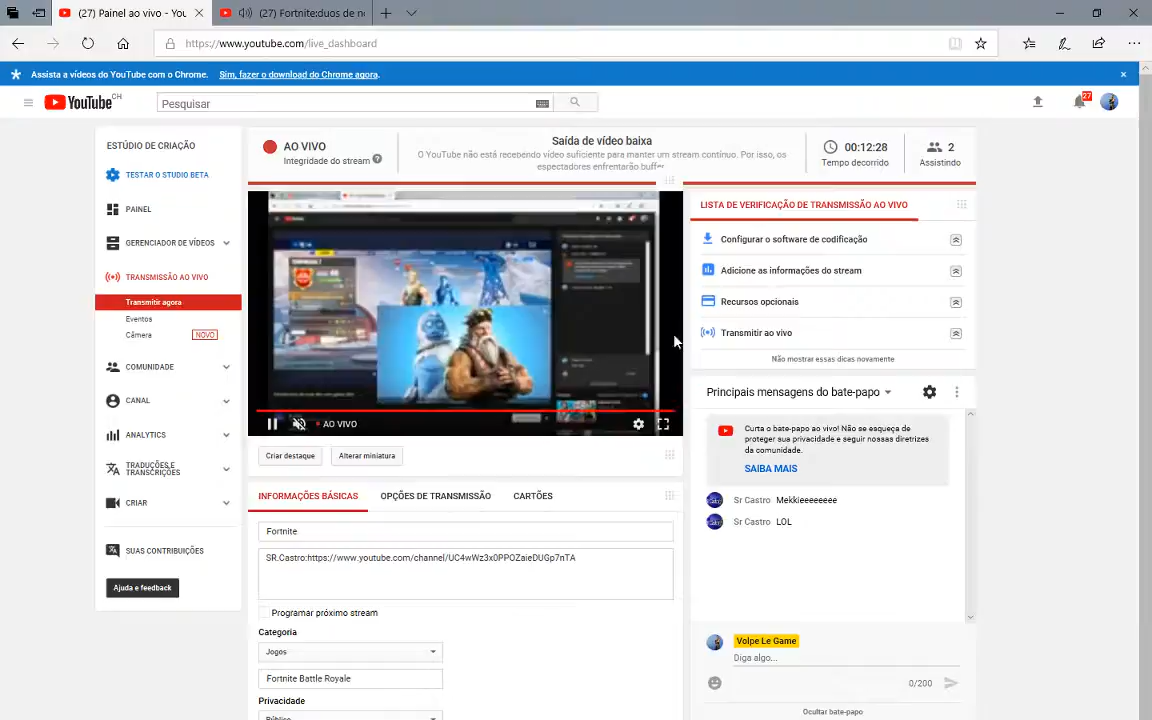 (27) Painel ao vivo - You
(27) Fortnite:duos de n
https://www.youtube.com/live_dashboard
Assista a vídeos do YouTube com o Chrome. Sim, fazer o download do Chrome agora.
YouTube CH
Pesquisar
27
ESTÚDIO DE CRIAÇÃO
TESTAR O STUDIO BETA
PAINEL
GERENCIADOR DE VÍDEOS
TRANSMISSÃO AO VIVO
Transmitir agora
Eventos
Câmera NOVO
COMUNIDADE
CANAL
ANALYTICS
TRADUÇÕES E
TRANSCRIÇÕES
CRIAR
SUAS CONTRIBUIÇÕES
Ajuda e feedback
AO VIVO
Integridade do stream ?
Saída de vídeo baixa
O YouTube não está recebendo vídeo suficiente para manter um stream contínuo. Por isso, os
espectadores enfrentarão buffer.
00:12:28
Tempo decorrido
2
Assistindo
AO VIVO
Criar destaque
Alterar miniatura
INFORMAÇÕES BÁSICAS OPÇÕES DE TRANSMISSÃO CARTÕES
Fortnite
SR.Castro:https://www.youtube.com/channel/UC4wWz3x0PPOZaieDUGp7nTA
Programar próximo stream
Categoria
Jogos
Fortnite Battle Royale
Privacidade
Público
LISTA DE VERIFICAÇÃO DE TRANSMISSÃO AO VIVO
Configurar o software de codificação
Adicione as informações do stream
Recursos opcionais
Transmitir ao vivo
Não mostrar essas dicas novamente
Principais mensagens do bate-papo
Curta o bate-papo ao vivo! Não se esqueça de
proteger sua privacidade e seguir nossas diretrizes
da comunidade.
SAIBA MAIS
Sr Castro Mekkieeeeeeee
Sr Castro LOL
Volpe Le Game
Diga algo...
0/200
Ocultar bate-papo